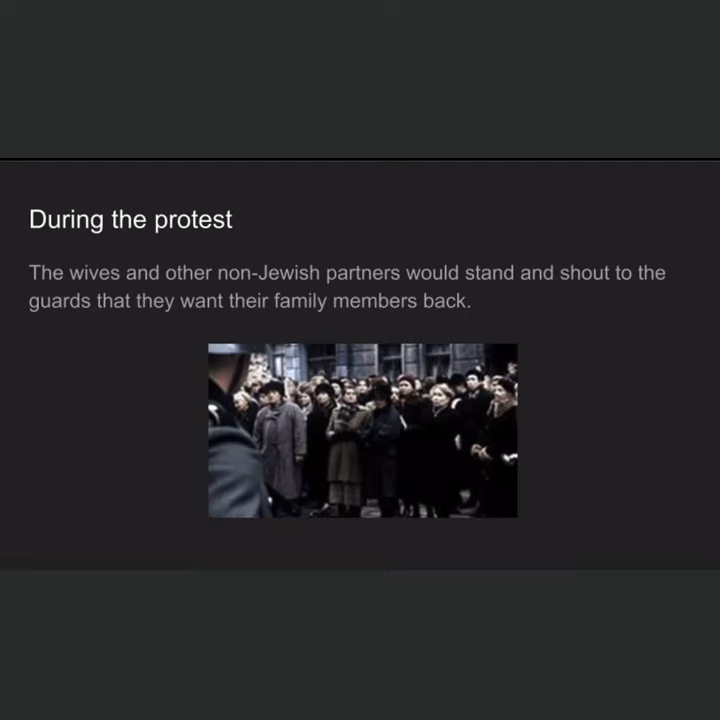 During the protest
The wives and other non-Jewish partners would stand and shout to the
guards that they want their family members back.